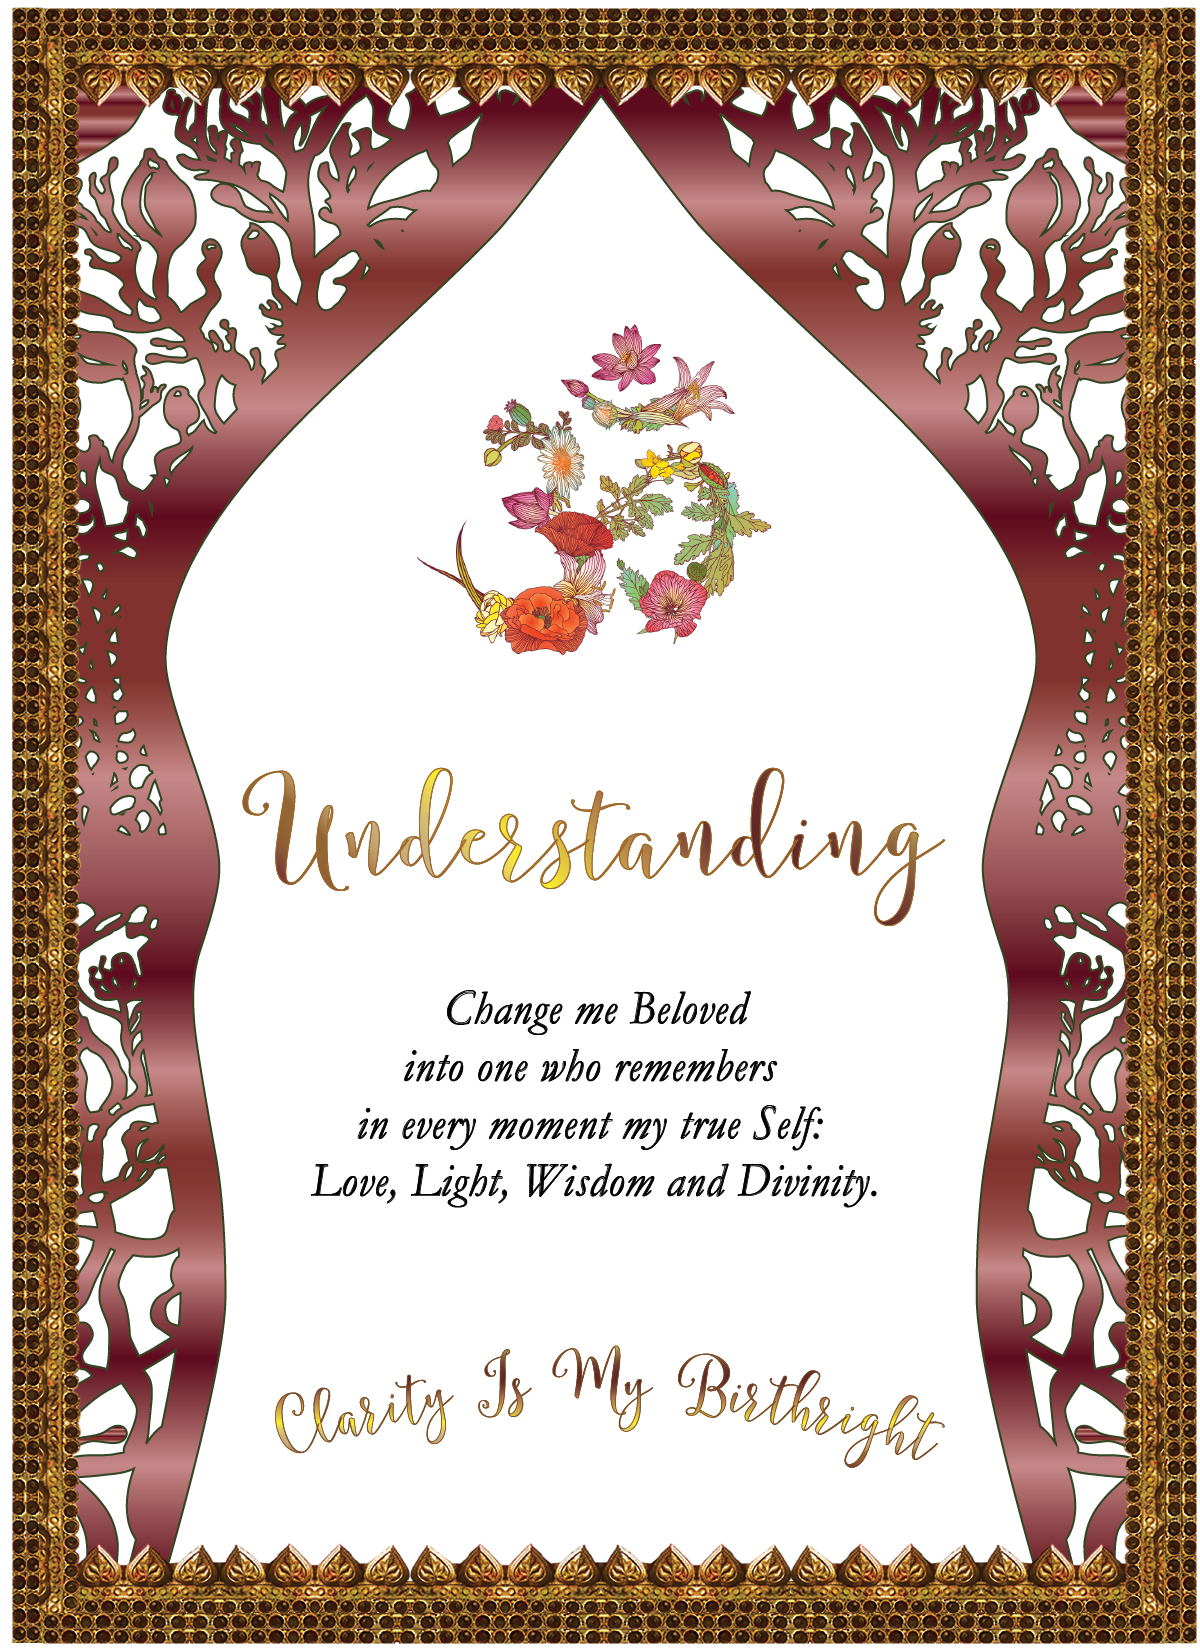 ॐ
Understanding
Change me Beloved
into one who remembers
in every moment my true Self:
Love, Light, Wisdom and Divinity.
Clarity Is My Birthright